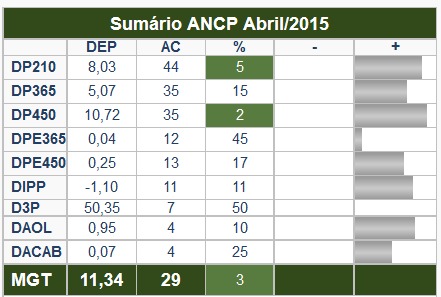 Sumário ANCP Abril/2015
DEP AC % - +
DP210 8,03 44 5
DP365 5,07 35 15
DP450 10,72 35 2
DPE365 0,04 12 45
DPE450 0,25 13 17
DIPP -1,10 11 11
D3P 50,35 7 50
DAOL 0,95 4 10
DACAB 0,07 4 25
MGT 11,34 29 3